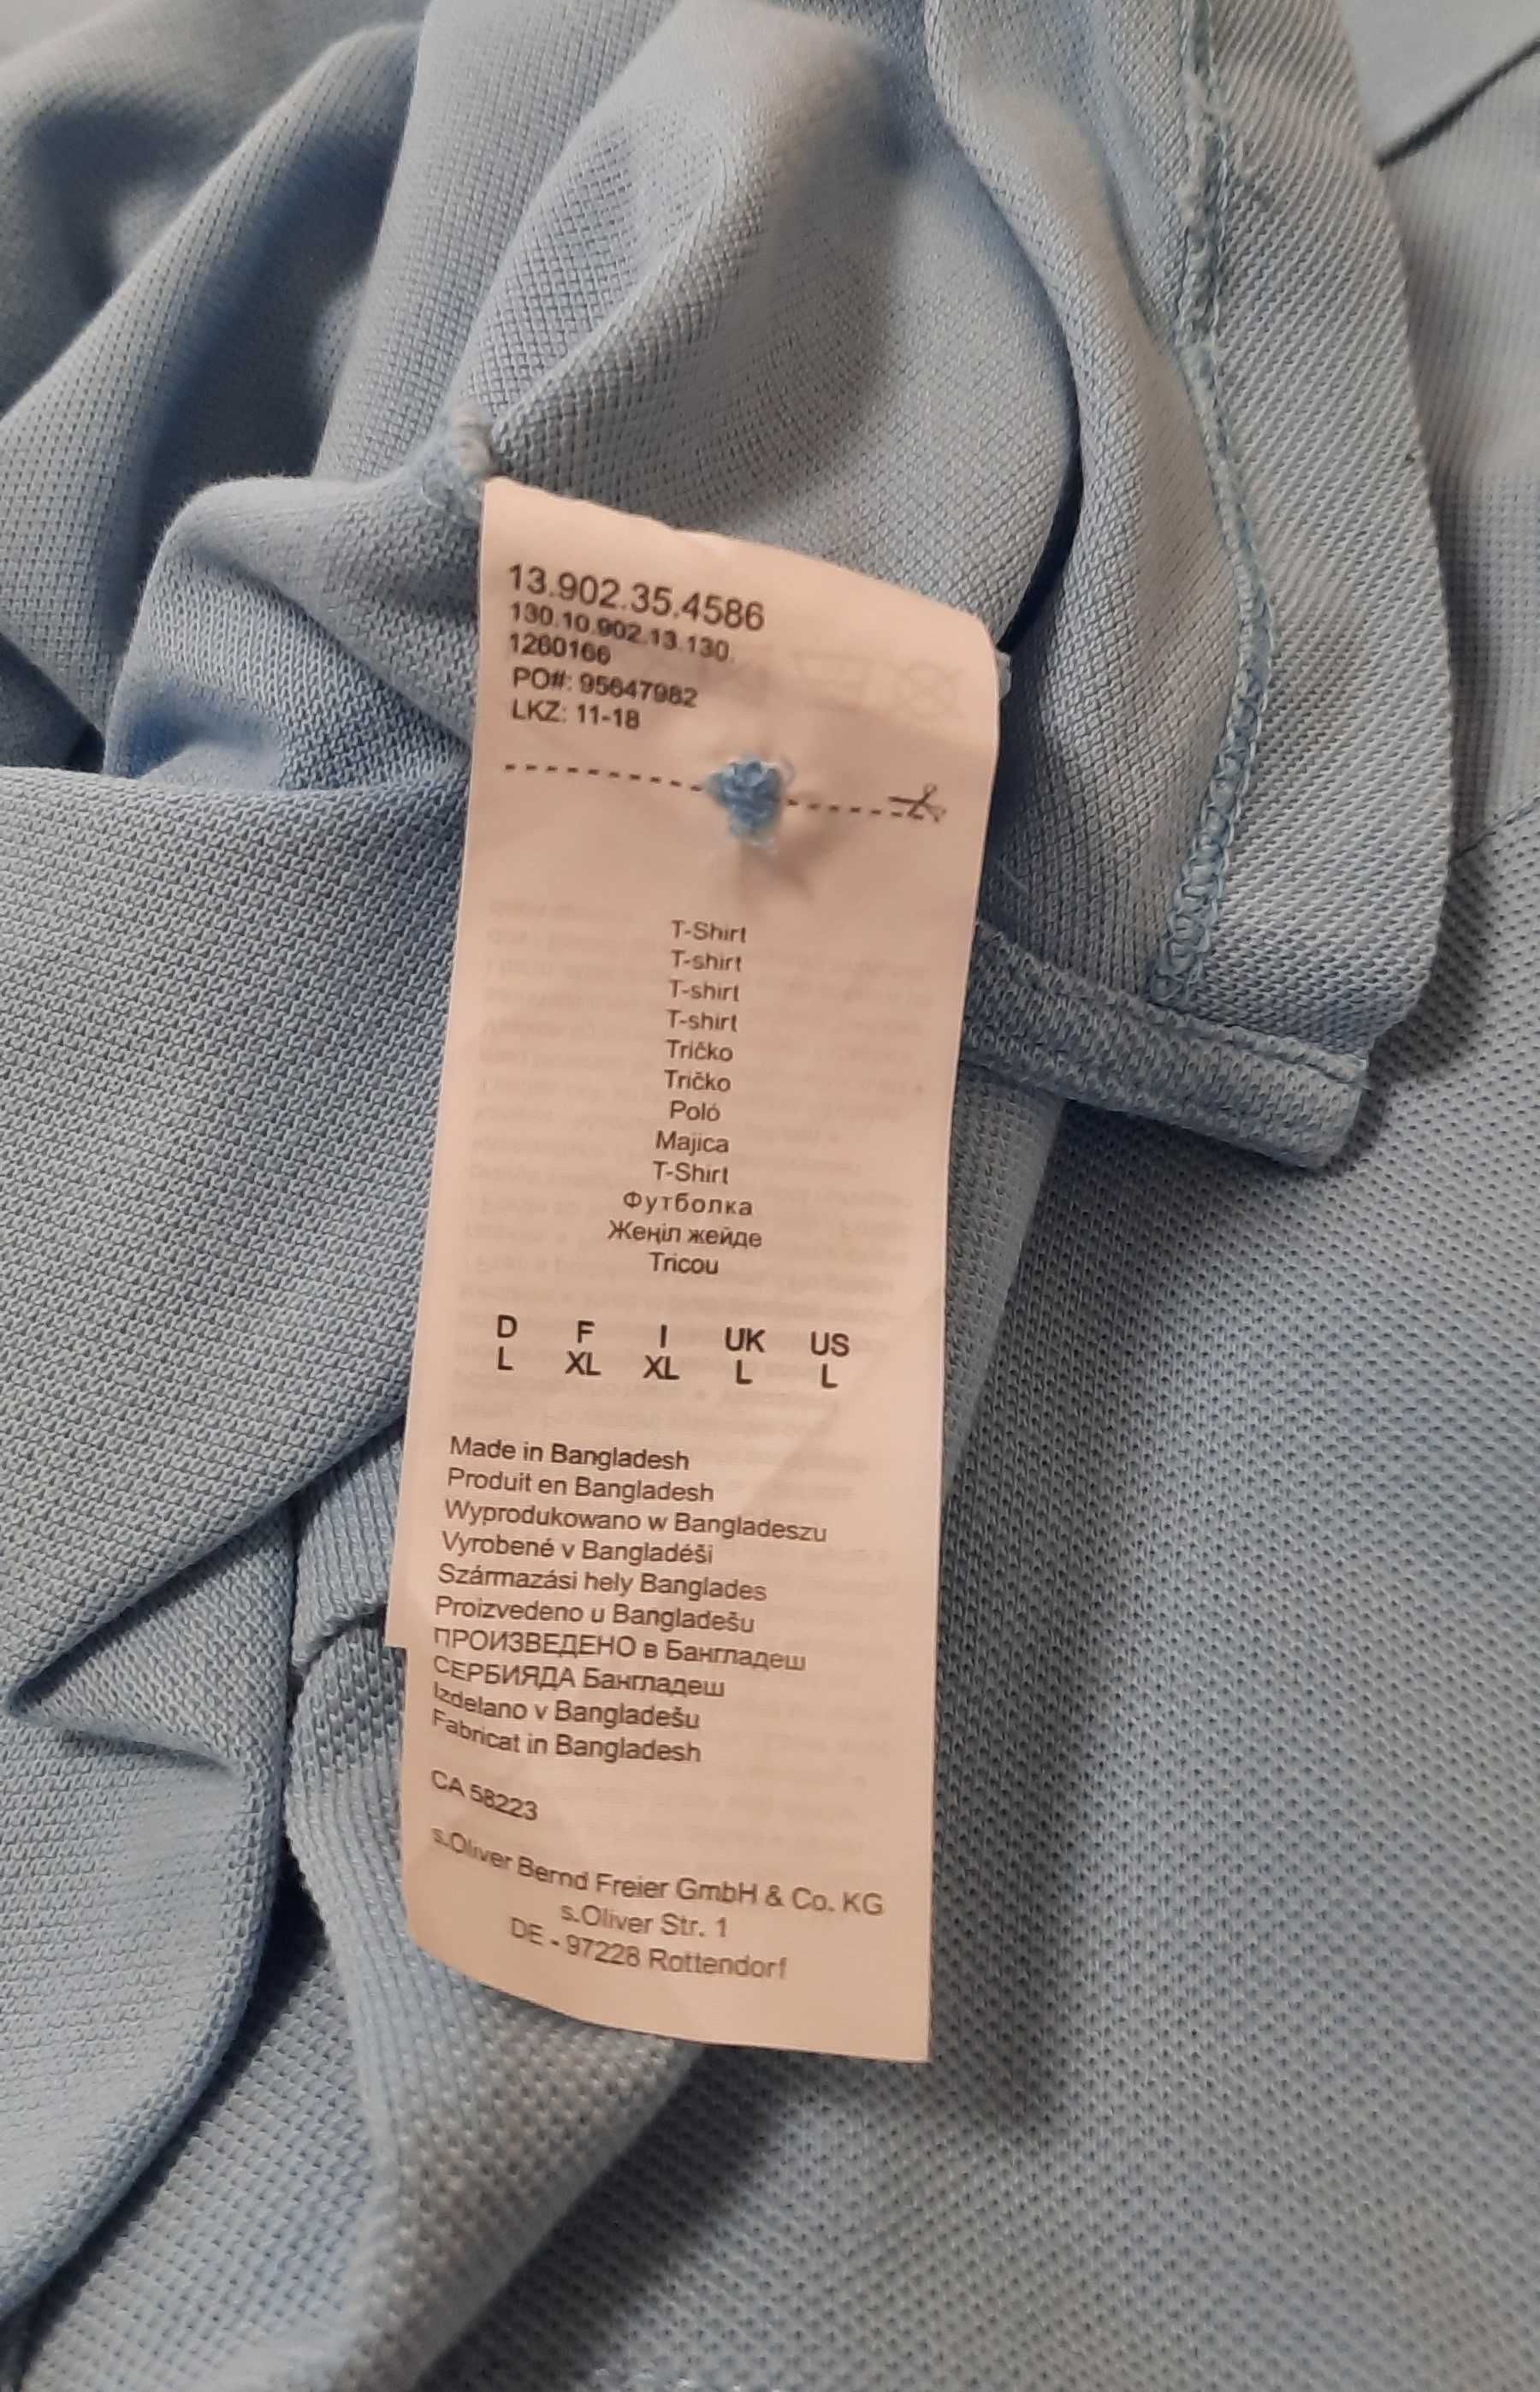 13.902.35.4586
130.10.902.13.130.
1260166
PO#: 95647982
LKZ: 11-18
T-Shirt
T-shirt
T-shirt
T-shirt
Tričko
Tričko
Poló
Majica
T-Shirt
Футболка
Жеңіл жейде
Tricou
D F I UK US
L XL XL L L
Made in Bangladesh
Produit en Bangladesh
Wyprodukowano w Bangladeszu
Vyrobené v Bangladéši
Származási hely Banglades
Proizvedeno u Bangladešu
ПРОИЗВЕДЕНО в Бангладеш
СЕРБИЯДА Бангладеш
Izdelano v Bangladešu
Fabricat in Bangladesh
CA 58223
s.Oliver Bernd Freier GmbH & Co. KG
s.Oliver Str. 1
DE - 97228 Rottendorf